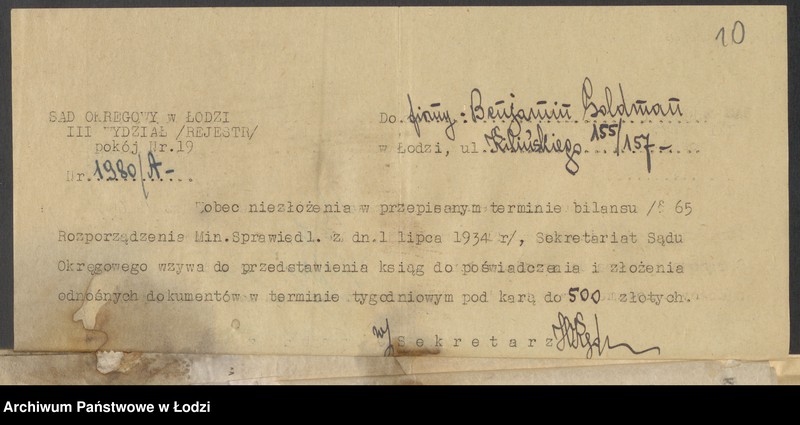 10
SĄD OKRĘGOWY w ŁODZI
III WYDZIAŁ /REJESTR/
pokój Nr.19
Nr. 1980/A-
Do firmy: Benjamin Goldman
w Łodzi, ul. Kilińskiego 155/157-
Wobec niezłożenia w przepisanym terminie bilansu /§ 65
Rozporządzenie Min.Sprawiedl. z dn.1 lipca 1934 r/, Sekretariat Sądu
Okręgowego wzywa do przedstawienia ksiąg do poświadczenia i złożenia
odnośnych dokumentów w terminie tygodniowym pod karą do 500 złotych.
w/ Sekretarz
Archiwum Państwowe w Łodzi